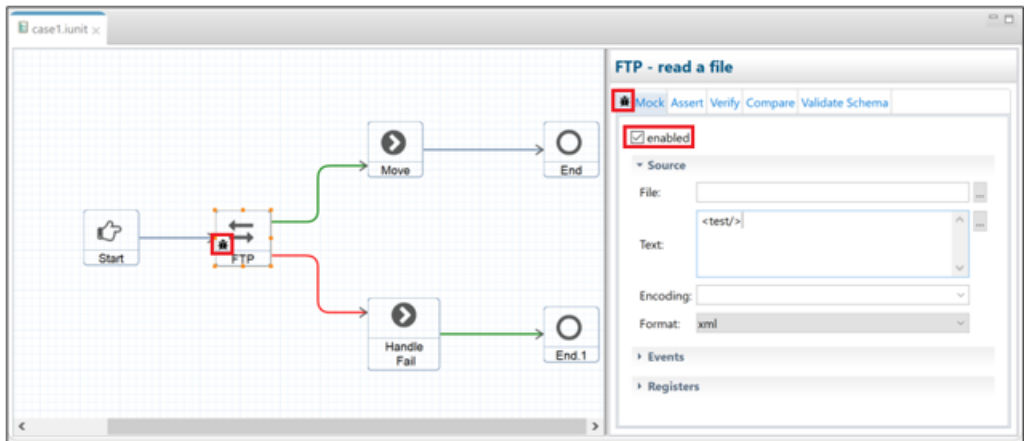 case1.iunit
FTP - read a file
Mock Assert Verify Compare Validate Schema
enabled
Source
File:
...
<test/>
...
Text:
Encoding:
Format: xml
Events
Registers
Start
FTP
Move
End
Handle
Fail
End.1